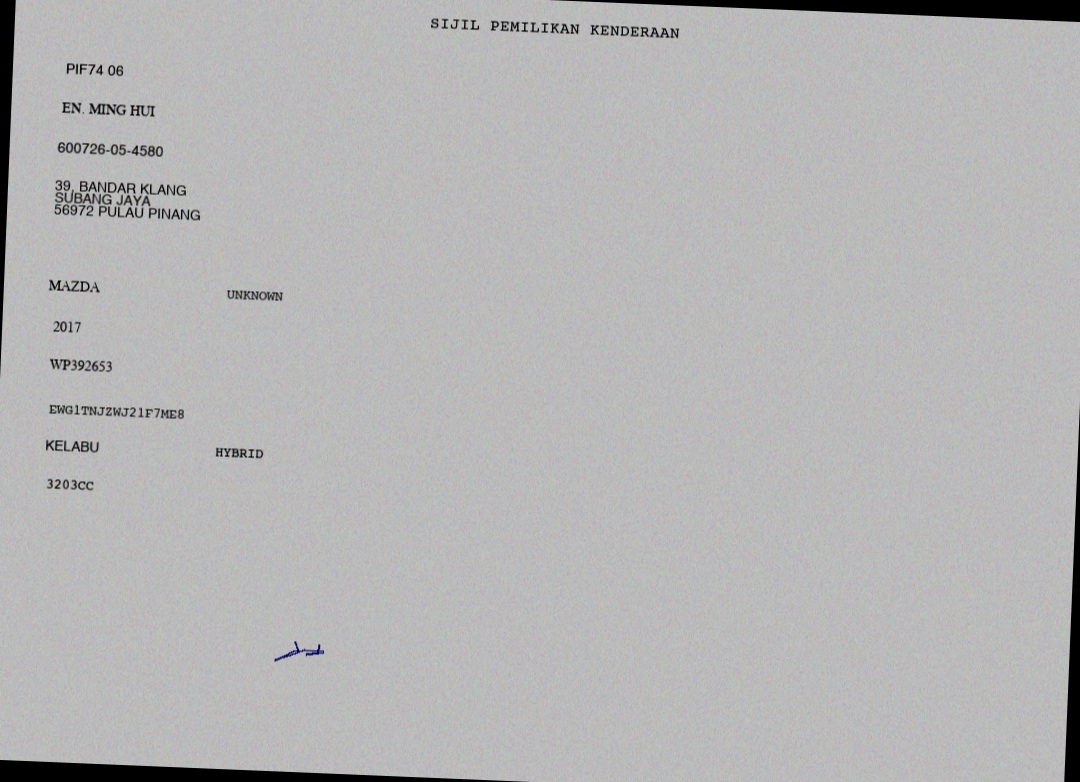 SIJIL PEMILIKAN KENDERAAN
PIF74 06
EN. MING HUI
600726-05-4580
39, BANDAR KLANG
SUBANG JAYA
56972 PULAU PINANG
MAZDA UNKNOWN
2017
WP392653
EWG1TNJZWJ21F7ME8
KELABU HYBRID
3203CC